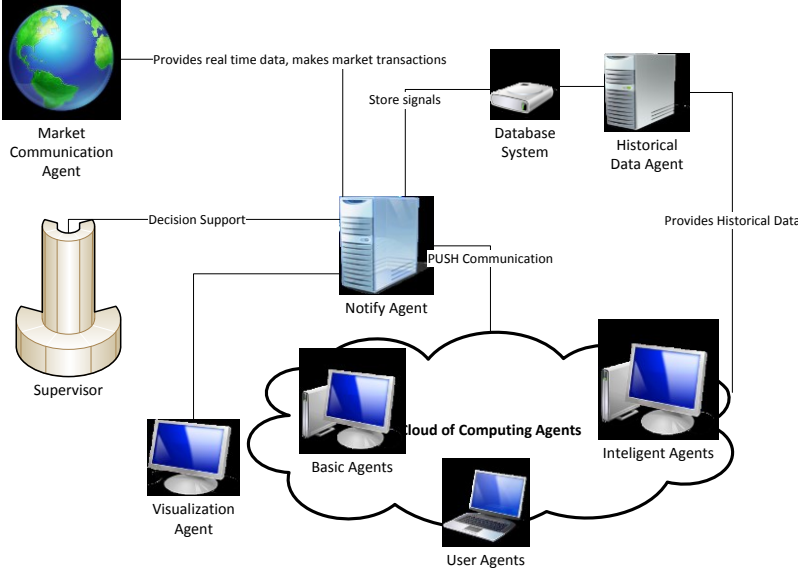 Provides real time data, makes market transactions
Store signals
Market
Communication
Agent
Database
System
Historical
Data Agent
Decision Support
Provides Historical Data
PUSH Communication
Notify Agent
Supervisor
Cloud of Computing Agents
Basic Agents
Inteligent Agents
Visualization
Agent
User Agents